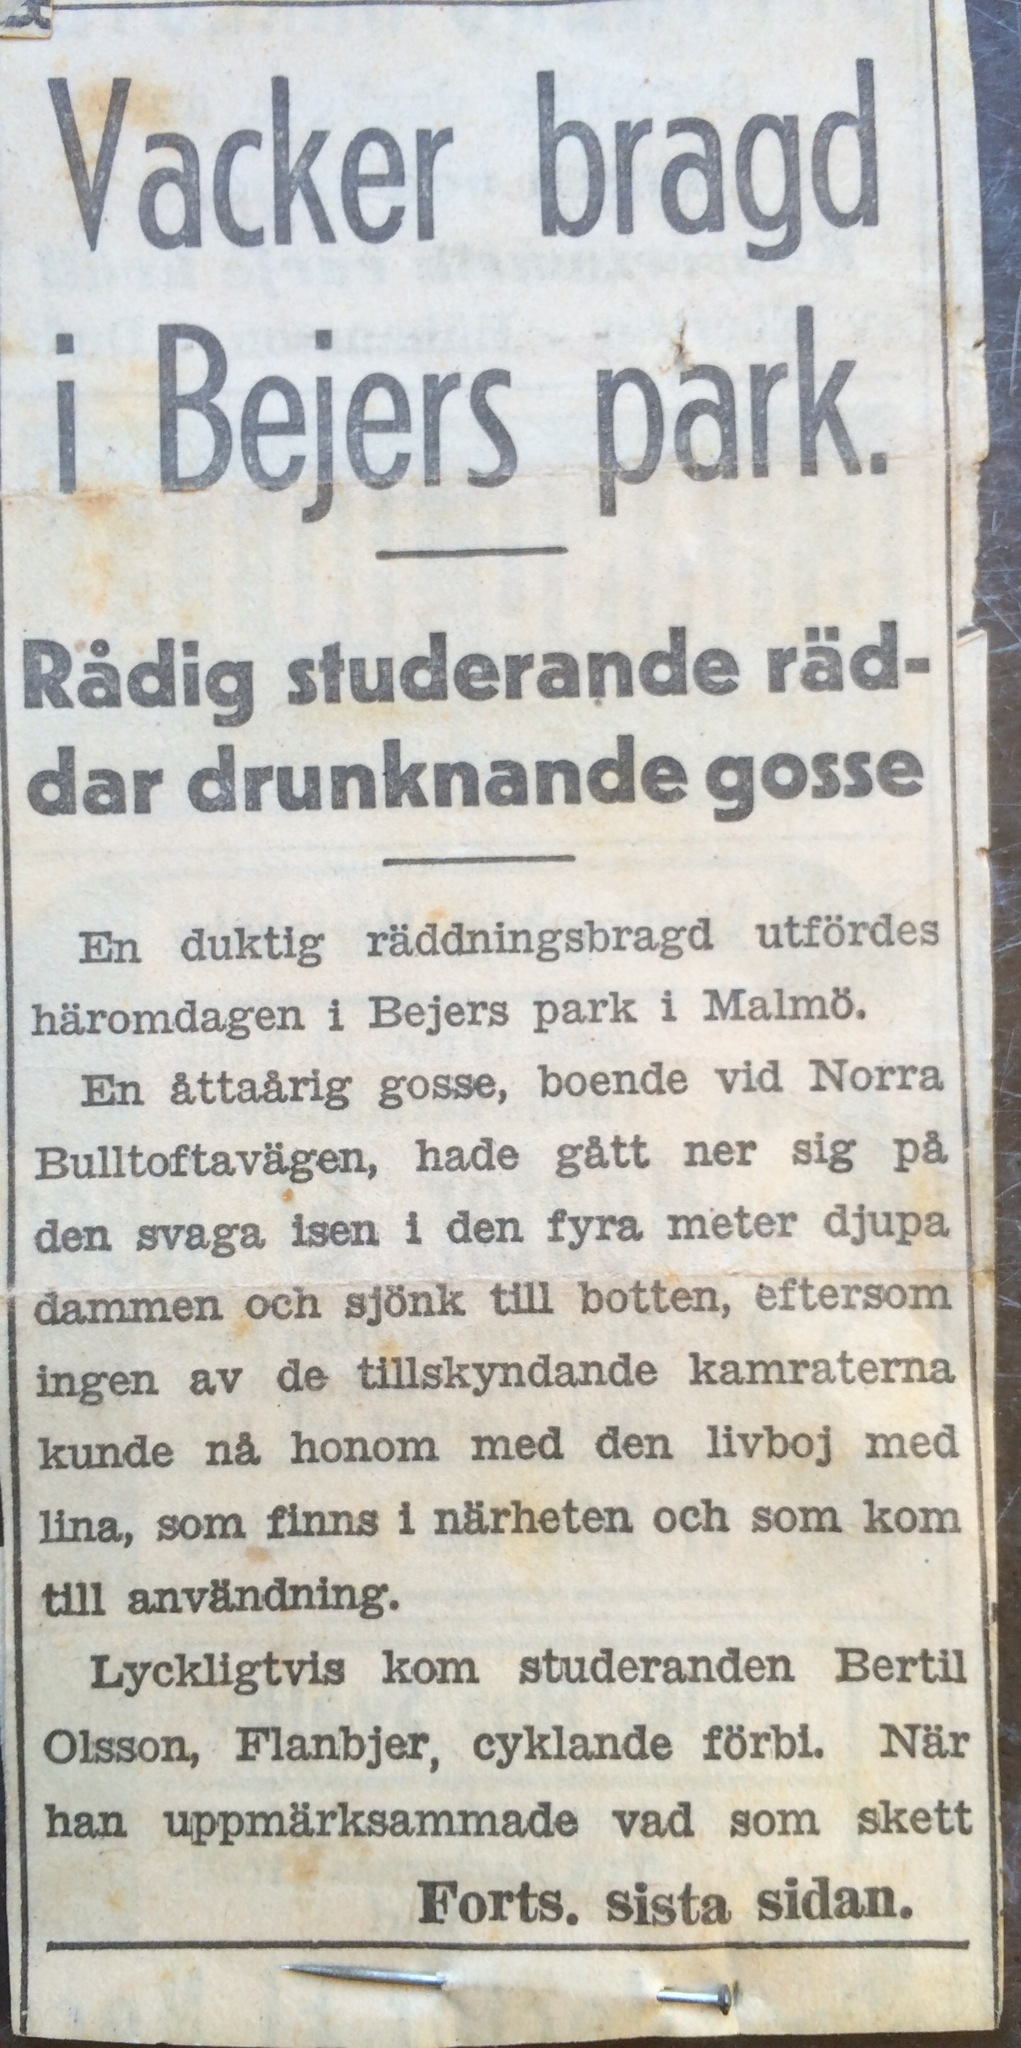 Vacker bragd
i Bejers park.
Rådig studerande räd-
dar drunknande gosse
En duktig räddningsbragd utfördes
häromdagen i Bejers park i Malmö.
En åttaårig gosse, boende vid Norra
Bulltoftavägen, hade gått ner sig på
den svaga isen i den fyra meter djupa
dammen och sjönk till botten, eftersom
ingen av de tillskyndande kamraterna
kunde nå honom med den livboj med
lina, som finns i närheten och som kom
till användning.
Lyckligtvis kom studeranden Bertil
Olsson, Flanbjer, cyklande förbi. När
han uppmärksammade vad som skett
Forts. sista sidan.